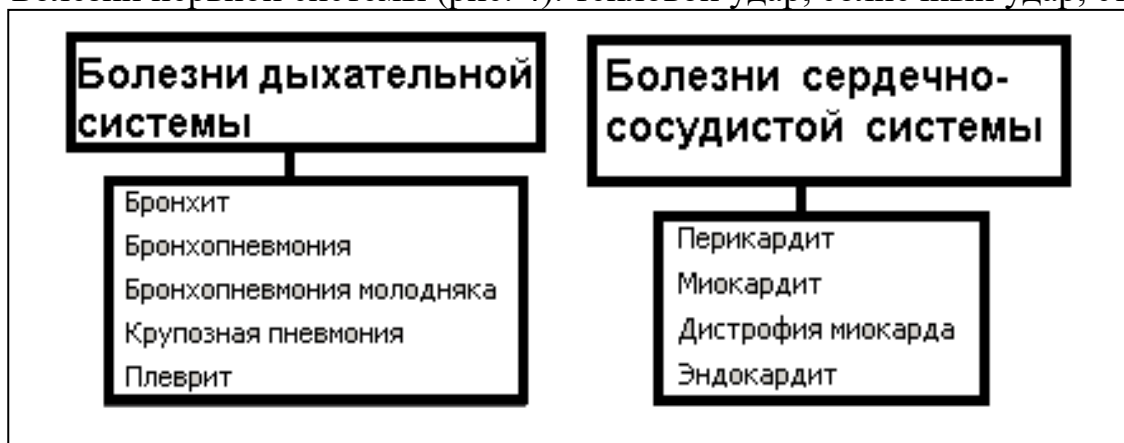 Болезни дыхательной
системы
Бронхит
Бронхопневмония
Бронхопневмония молодняка
Крупозная пневмония
Плеврит
Болезни сердечно-
сосудистой системы
Перикардит
Миокардит
Дистрофия миокарда
Эндокардит